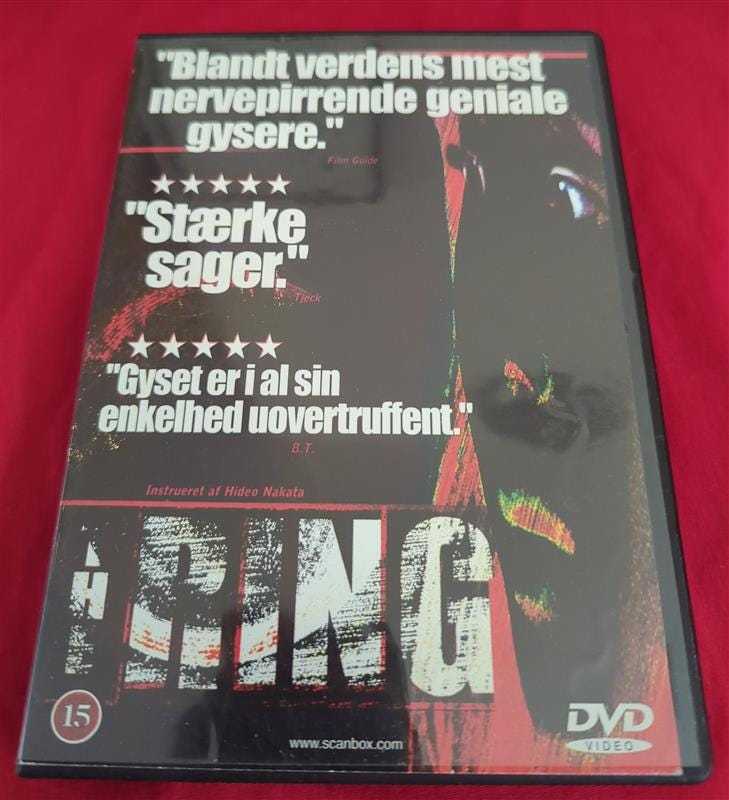 "Blandt verdens mest
nervepirrende geniale
gysere."
Film Guide
"Stærke
sager."
Tjeck
"Gyset er i al sin
enkelhed uovertruffent."
B.T.
Instrueret af Hideo Nakata
RING
15
www.scanbox.com
DVD
VIDEO